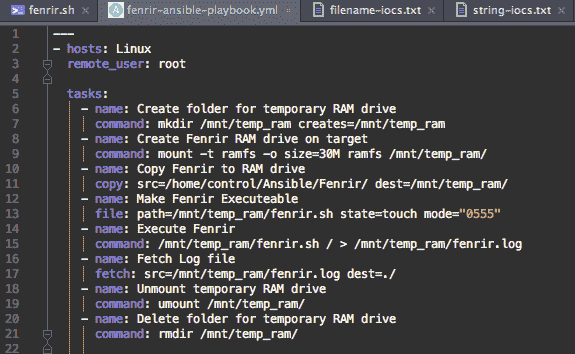 fenrir.sh fenrir-ansible-playbook.yml filename-iocs.txt string-iocs.txt
1 ---
2 - hosts: Linux
3 remote_user: root
4
5 tasks:
6 - name: Create folder for temporary RAM drive
7 command: mkdir /mnt/temp_ram creates=/mnt/temp_ram
8 - name: Create Fenrir RAM drive on target
9 command: mount -t ramfs -o size=30M ramfs /mnt/temp_ram/
10 - name: Copy Fenrir to RAM drive
11 copy: src=/home/control/Ansible/Fenrir/ dest=/mnt/temp_ram/
12 - name: Make Fenrir Executeable
13 file: path=/mnt/temp_ram/fenrir.sh state=touch mode="0555"
14 - name: Execute Fenrir
15 command: /mnt/temp_ram/fenrir.sh / > /mnt/temp_ram/fenrir.log
16 - name: Fetch Log file
17 fetch: src=/mnt/temp_ram/fenrir.log dest=./
18 - name: Unmount temporary RAM drive
19 command: umount /mnt/temp_ram/
20 - name: Delete folder for temporary RAM drive
21 command: rmdir /mnt/temp_ram/
22